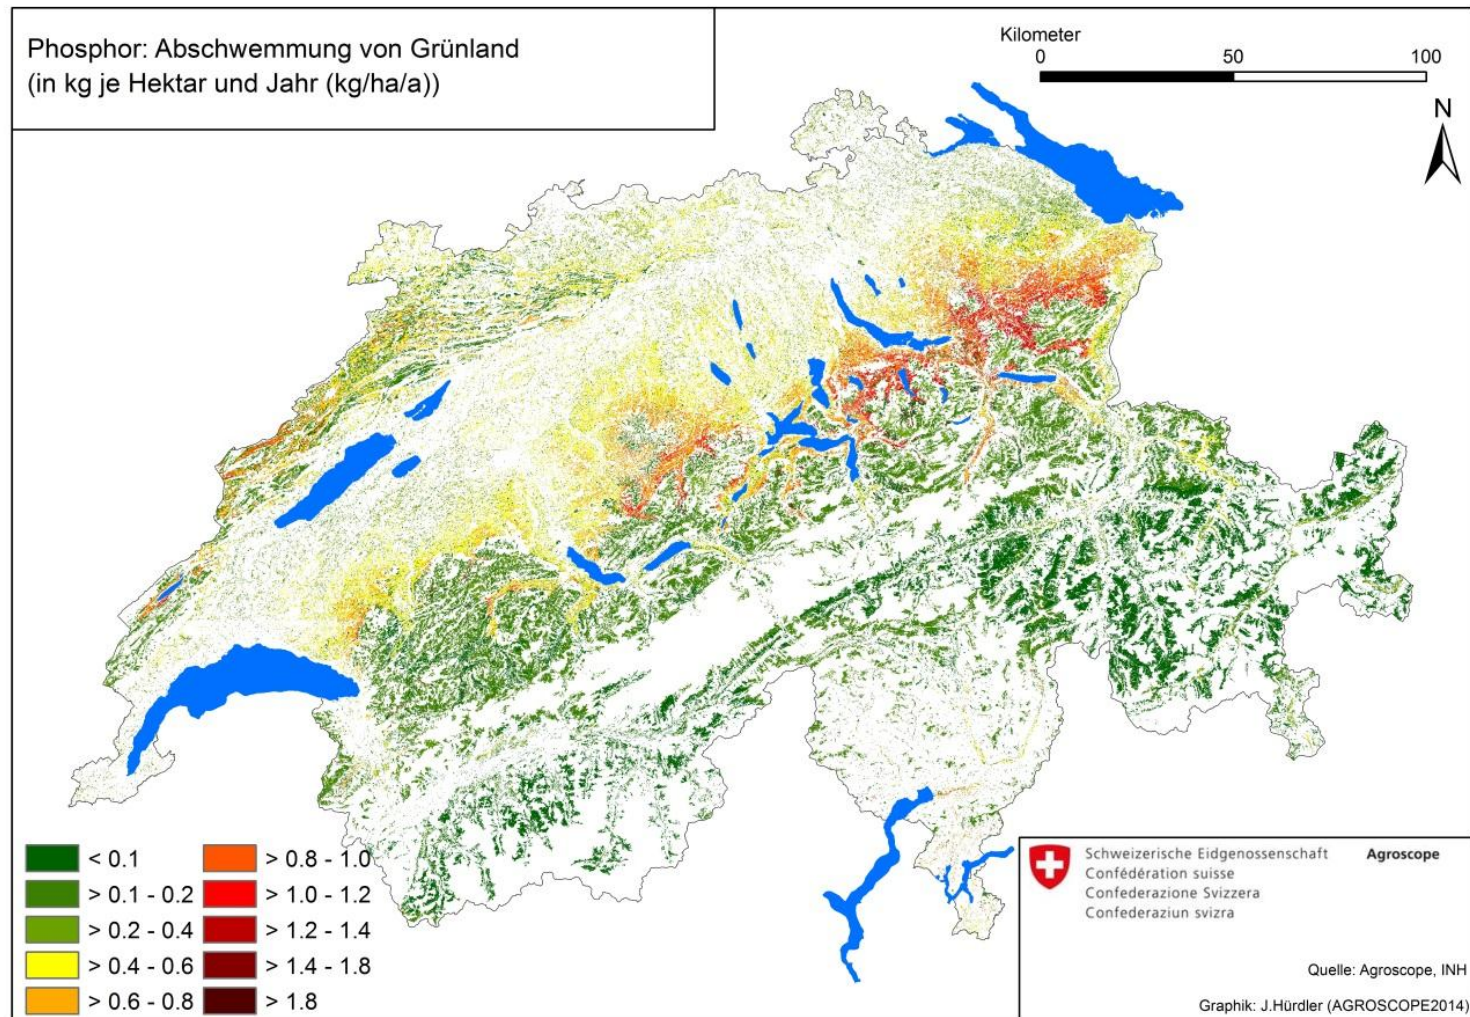 Phosphor: Abschwemmung von Grünland
(in kg je Hektar und Jahr (kg/ha/a))
Kilometer
0 50 100
N
< 0.1
> 0.1 - 0.2
> 0.2 - 0.4
> 0.4 - 0.6
> 0.6 - 0.8
> 0.8 - 1.0
> 1.0 - 1.2
> 1.2 - 1.4
> 1.4 - 1.8
> 1.8
Schweizerische Eidgenossenschaft
Confédération suisse
Confederazione Svizzera
Confederaziun svizra
Agroscope
Quelle: Agroscope, INH
Graphik: J.Hürdler (AGROSCOPE2014)